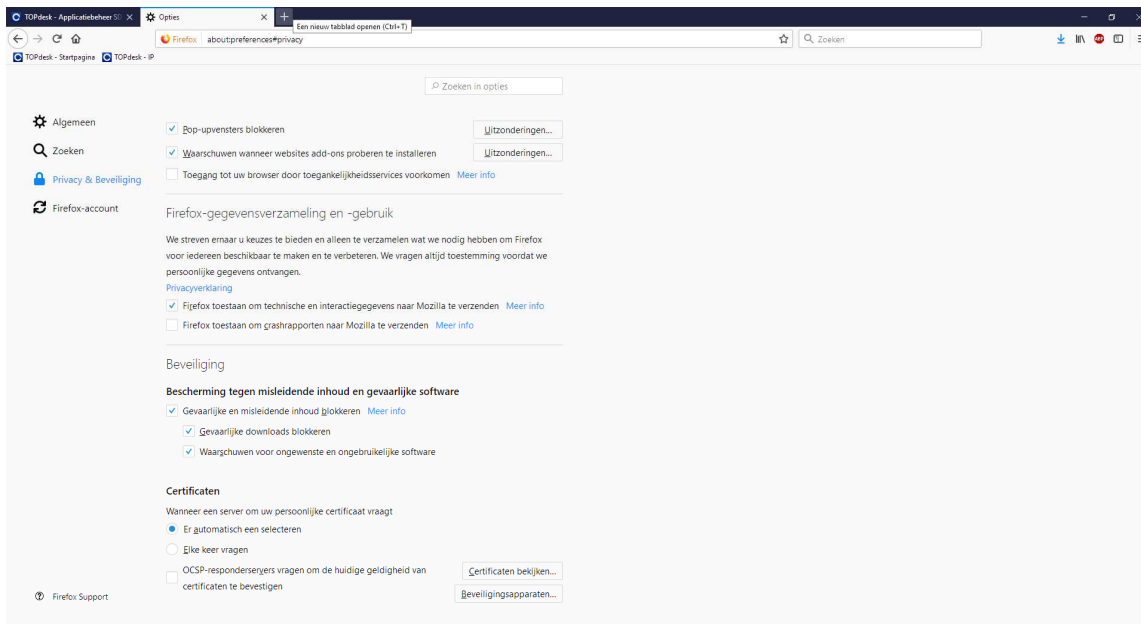 TOPdesk - Applicatiebeheer SD
Opties
Een nieuw tabblad openen (Ctrl+T)
Firefox about:preferences#privacy
Zoeken
TOPdesk - Startpagina TOPdesk - IP
Zoeken in opties
Algemeen
Zoeken
Privacy & Beveiliging
Firefox-account
Pop-upvensters blokkeren Uitzonderingen...
Waarschuwen wanneer websites add-ons proberen te installeren Uitzonderingen...
Toegang tot uw browser door toegankelijkheidsservices voorkomen Meer info
Firefox-gegevensverzameling en -gebruik
We streven ernaar u keuzes te bieden en alleen te verzamelen wat we nodig hebben om Firefox
voor iedereen beschikbaar te maken en te verbeteren. We vragen altijd toestemming voordat we
persoonlijke gegevens ontvangen.
Privacyverklaring
Firefox toestaan om technische en interactiegegevens naar Mozilla te verzenden Meer info
Firefox toestaan om crashrapporten naar Mozilla te verzenden Meer info
Beveiliging
Bescherming tegen misleidende inhoud en gevaarlijke software
Gevaarlijke en misleidende inhoud blokkeren Meer info
Gevaarlijke downloads blokkeren
Waarschuwen voor ongewenste en ongebruikelijke software
Certificaten
Wanneer een server om uw persoonlijke certificaat vraagt
Er automatisch een selecteren
Elke keer vragen
OCSP-responderservers vragen om de huidige geldigheid van
certificaten te bevestigen
Certificaten bekijken...
Beveiligingsapparaten...
Firefox Support